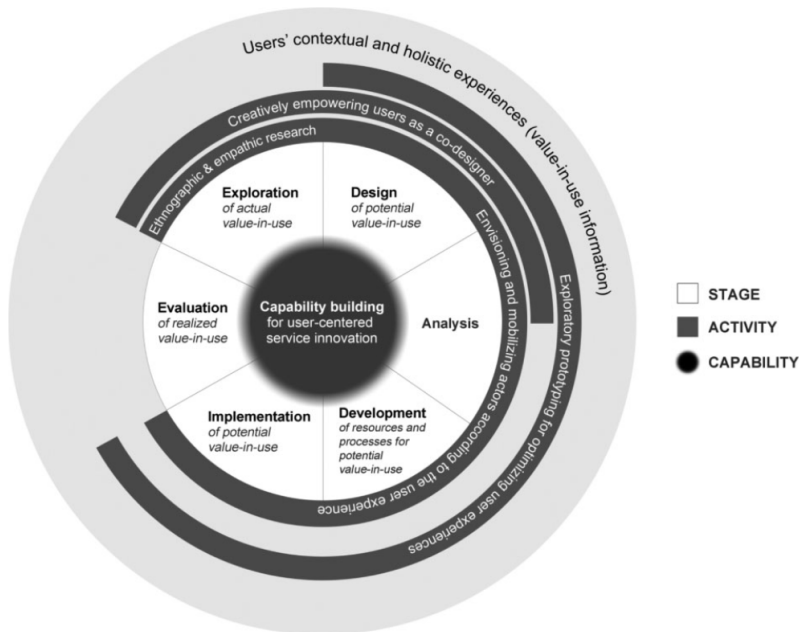 Users' contextual and holistic experiences (value-in-use information)
Creatively empowering users as a co-designer
Ethnographic & empathic research
Envisioning and mobilizing actors according to the user experience
Exploratory prototyping for optimizing user experiences
Exploration
of actual
value-in-use
Design
of potential
value-in-use
Evaluation
of realized
value-in-use
Capability building
for user-centered
service innovation
Analysis
Implementation
of potential
value-in-use
Development
of resources and
processes for
potential
value-in-use
STAGE
ACTIVITY
CAPABILITY